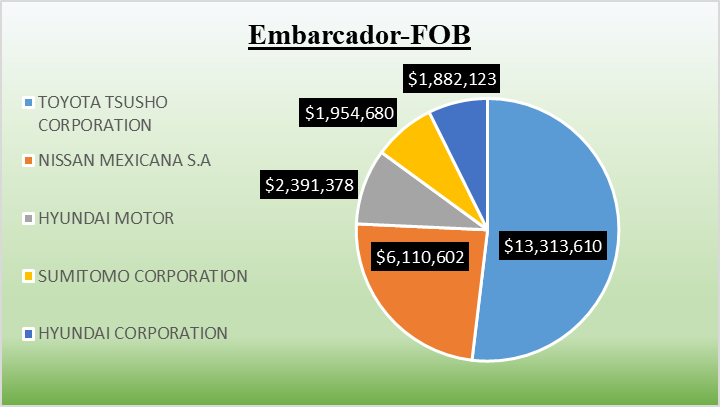 Embarcador-FOB
TOYOTA TSUSHO
CORPORATION
NISSAN MEXICANA S.A
HYUNDAI MOTOR
SUMITOMO CORPORATION
HYUNDAI CORPORATION
$1,882,123
$1,954,680
$2,391,378
$6,110,602
$13,313,610